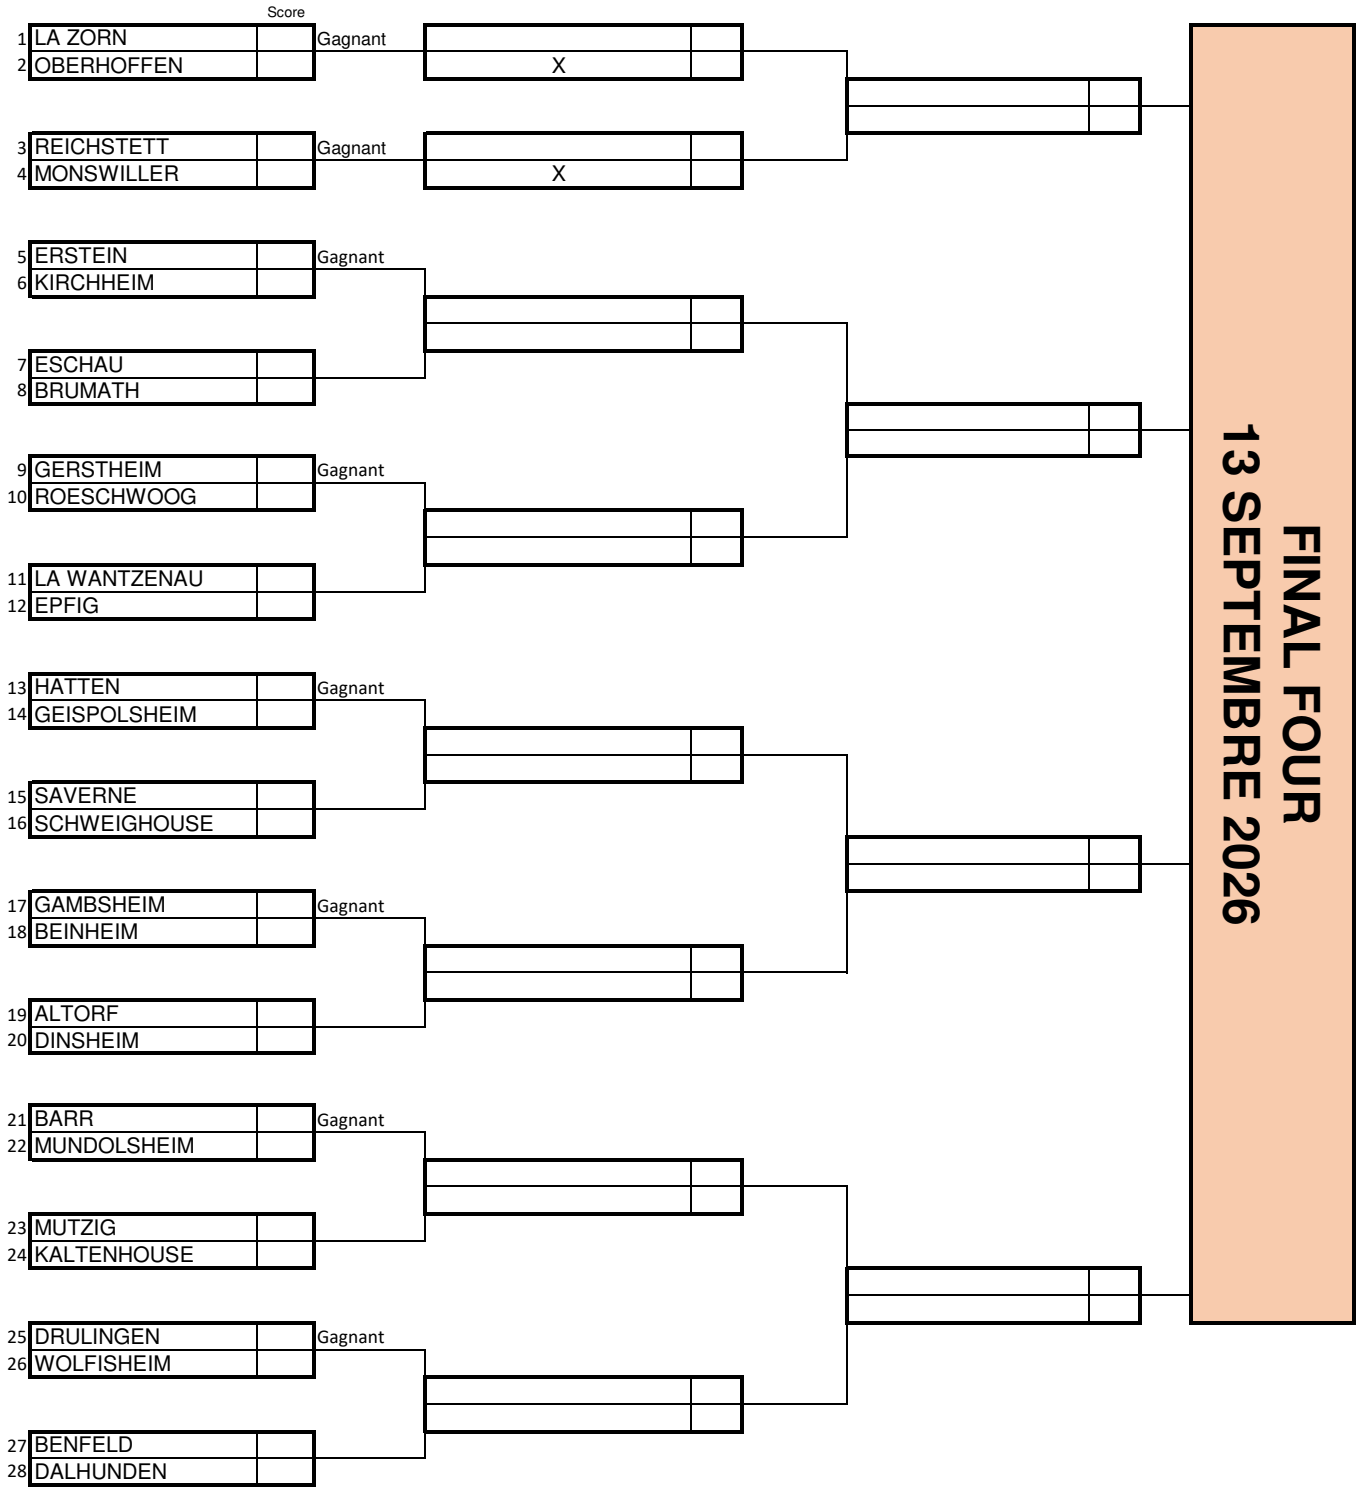 Score
1 LA ZORN Gagnant
2 OBERHOFFEN X
3 REICHSTETT Gagnant
4 MONSWILLER X
5 ERSTEIN Gagnant
6 KIRCHHEIM
7 ESCHAU
8 BRUMATH
9 GERSTHEIM Gagnant
10 ROESCHWOOG
11 LA WANTZENAU
12 EPFIG
13 HATTEN Gagnant
14 GEISPOLSHEIM
15 SAVERNE
16 SCHWEIGHOUSE
17 GAMBSHEIM Gagnant
18 BEINHEIM
19 ALTORF
20 DINSHEIM
21 BARR Gagnant
22 MUNDOLSHEIM
23 MUTZIG
24 KALTENHOUSE
25 DRULINGEN Gagnant
26 WOLFISHEIM
27 BENFELD
28 DALHUNDEN
FINAL FOUR
13 SEPTEMBRE 2026